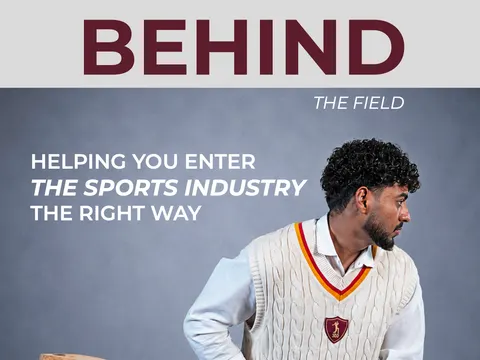 BEHIND
THE FIELD
HELPING YOU ENTER
THE SPORTS INDUSTRY
THE RIGHT WAY